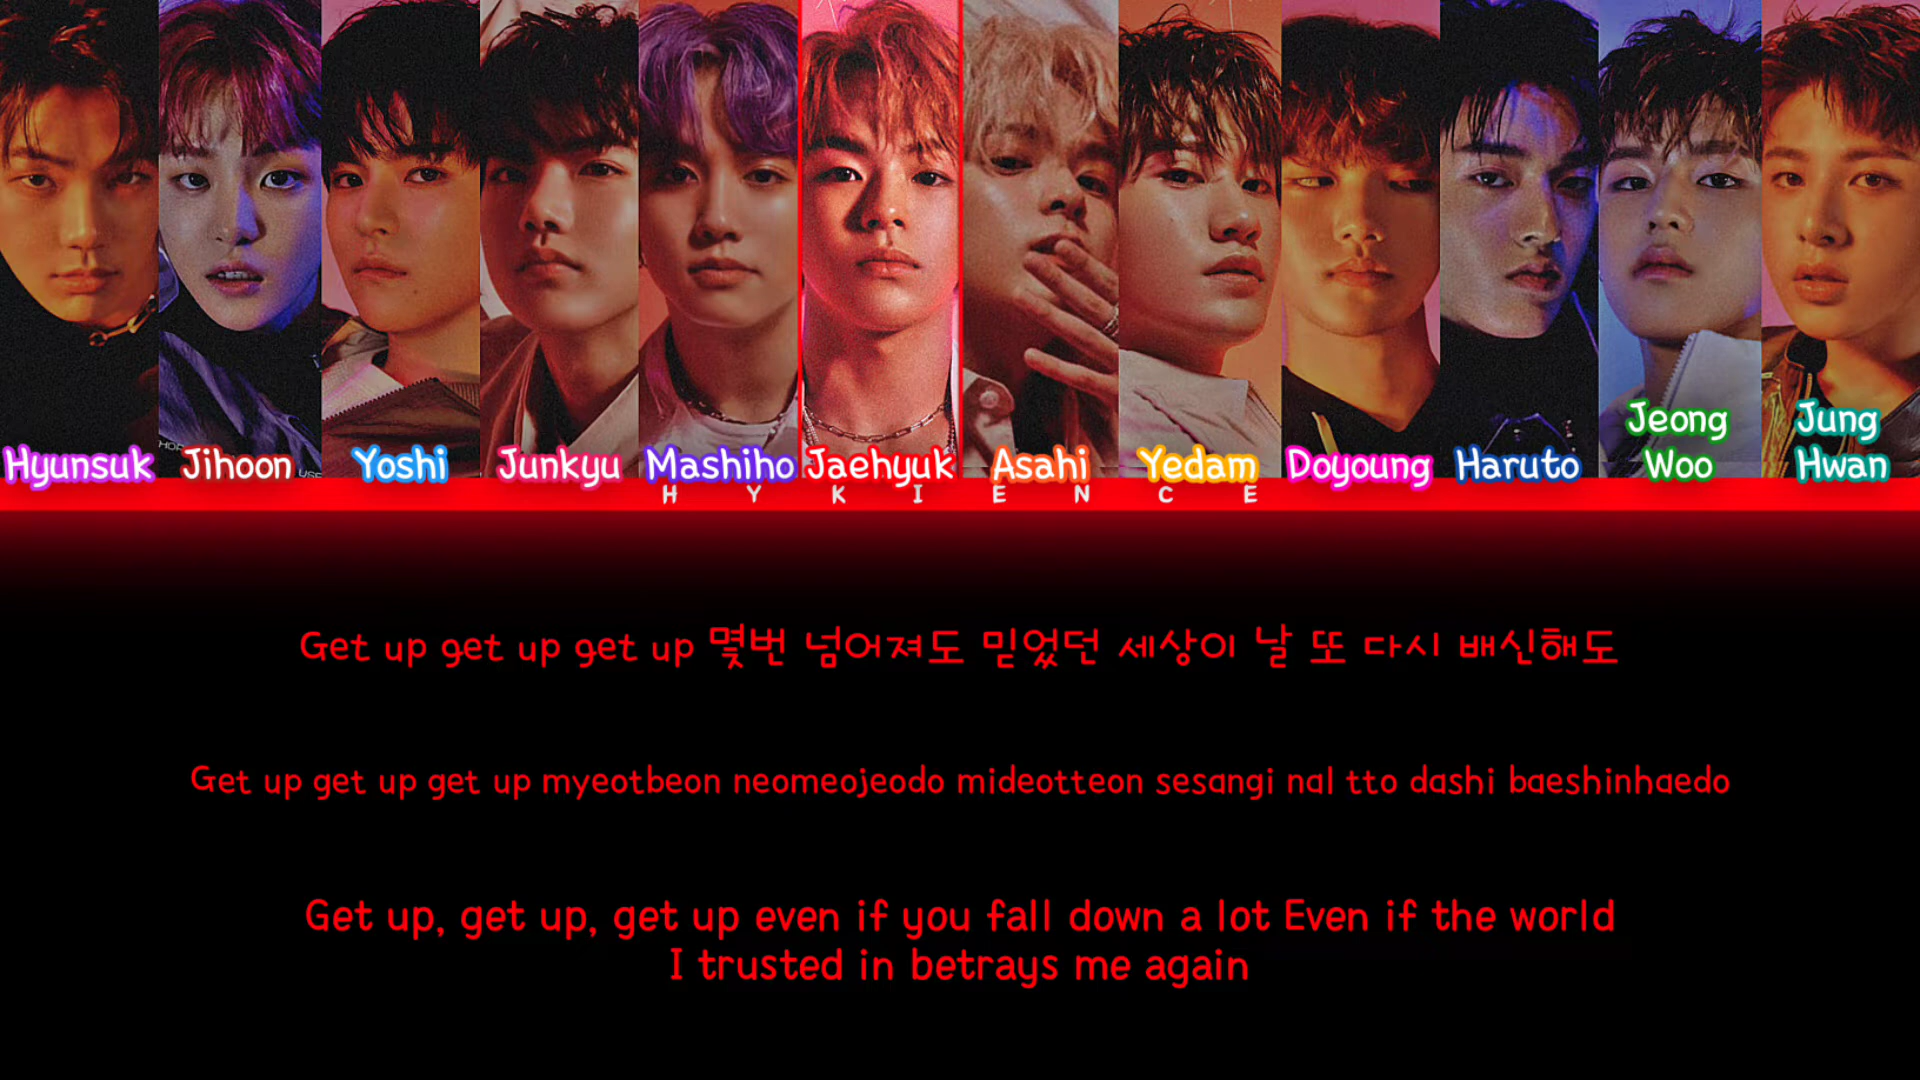 Hyunsuk Jihoon Yoshi Junkyu Mashiho Jaehyuk Asahi Yedam Doyoung Haruto Jeong Woo Jung Hwan
HYKIENCE
Get up get up get up 몇번 넘어져도 믿었던 세상이 날 또 다시 배신해도
Get up get up get up myeotbeon neomeojeodo mideotteon sesangi nal tto dashi baeshinhaedo
Get up, get up, get up even if you fall down a lot Even if the world
I trusted in betrays me again